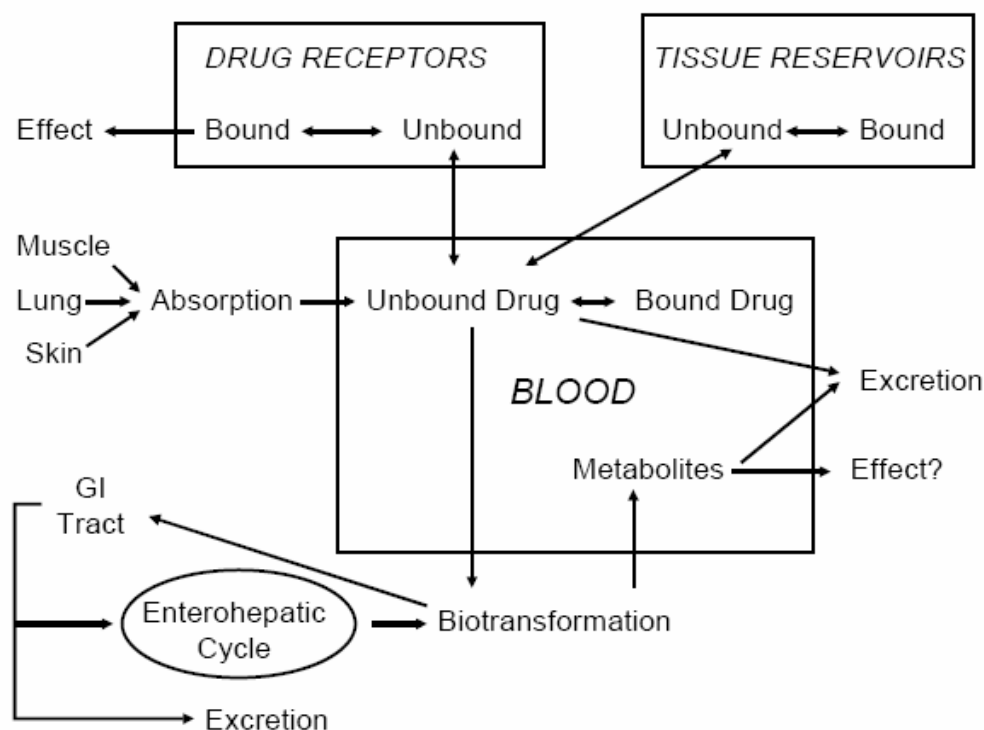 DRUG RECEPTORS
TISSUE RESERVOIRS
Effect
Bound
Unbound
Unbound
Bound
Muscle
Lung
Absorption
Unbound Drug
Bound Drug
Skin
Excretion
BLOOD
Metabolites
Effect?
GI
Tract
Enterohepatic
Cycle
Biotransformation
Excretion